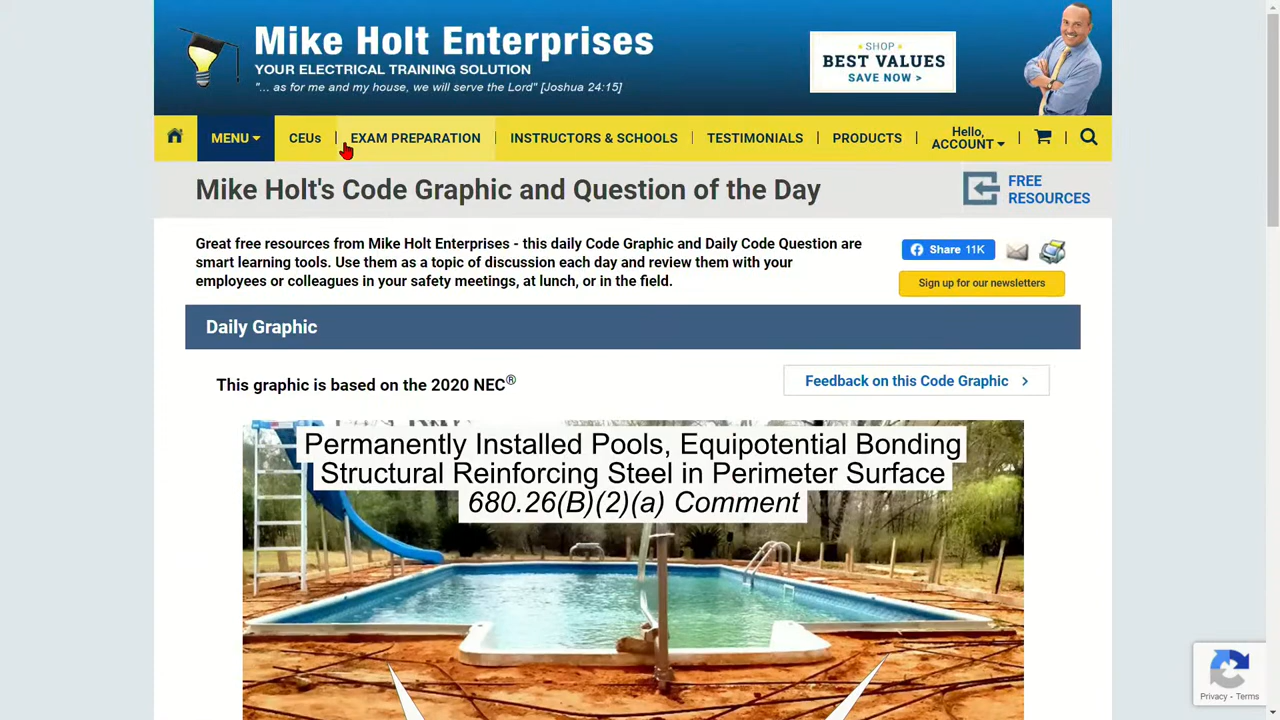 Mike Holt Enterprises
YOUR ELECTRICAL TRAINING SOLUTION
"... as for me and my house, we will serve the Lord" [Joshua 24:15]
SHOP
BEST VALUES
SAVE NOW >
MENU
CEUs
EXAM PREPARATION
INSTRUCTORS & SCHOOLS
TESTIMONIALS
PRODUCTS
Hello,
ACCOUNT
Mike Holt's Code Graphic and Question of the Day
FREE
RESOURCES
Great free resources from Mike Holt Enterprises - this daily Code Graphic and Daily Code Question are
smart learning tools. Use them as a topic of discussion each day and review them with your
employees or colleagues in your safety meetings, at lunch, or in the field.
Share 11K
Sign up for our newsletters
Daily Graphic
This graphic is based on the 2020 NEC®
Feedback on this Code Graphic >
Permanently Installed Pools, Equipotential Bonding
Structural Reinforcing Steel in Perimeter Surface
680.26(B)(2)(a) Comment
Privacy - Terms